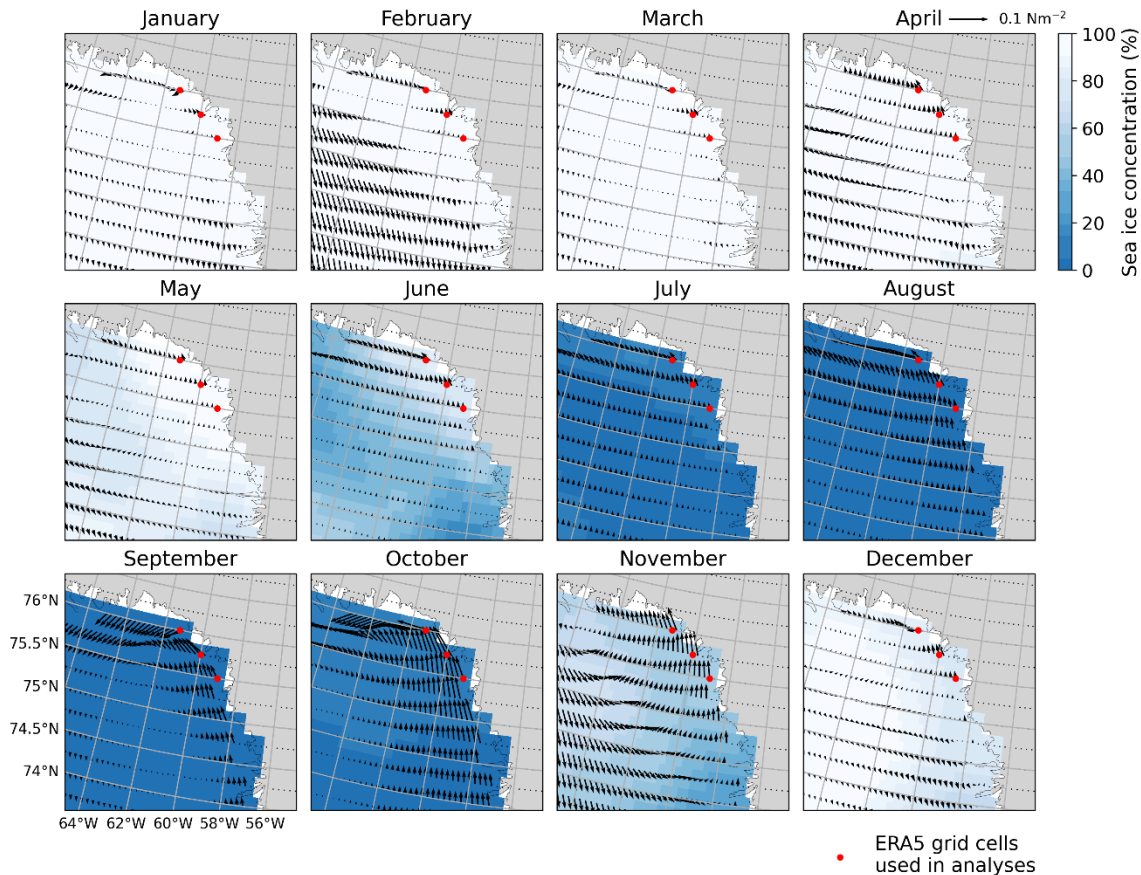 January
February
March
April
0.1 Nm⁻²
100
80
60
40
20
0
Sea ice concentration (%)
May
June
July
August
September
October
November
December
76°N
75.5°N
75°N
74.5°N
74°N
64°W 62°W 60°W 58°W 56°W
ERA5 grid cells
used in analyses